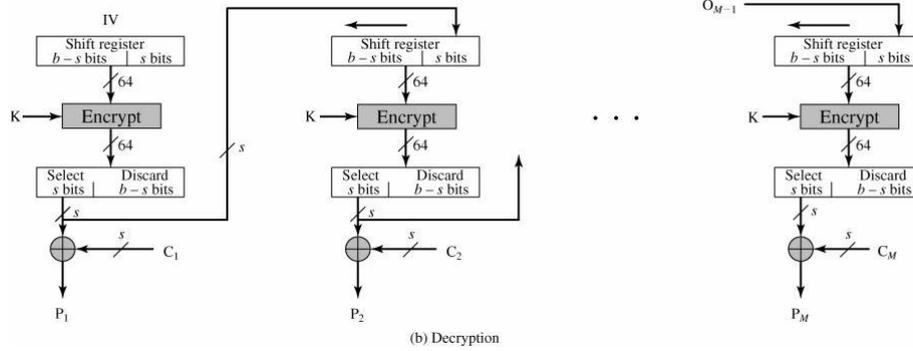 IV
Shift register
b – s bits | s bits
64
K
Encrypt
64
Select Discard
s bits | b – s bits
s
s
C1
P1
s
Shift register
b – s bits | s bits
64
K
Encrypt
64
Select Discard
s bits | b – s bits
s
s
C2
P2
. . .
OM–1
Shift register
b – s bits | s bits
64
K
Encrypt
64
Select Discard
s bits | b – s bits
s
s
CM
PM
(b) Decryption